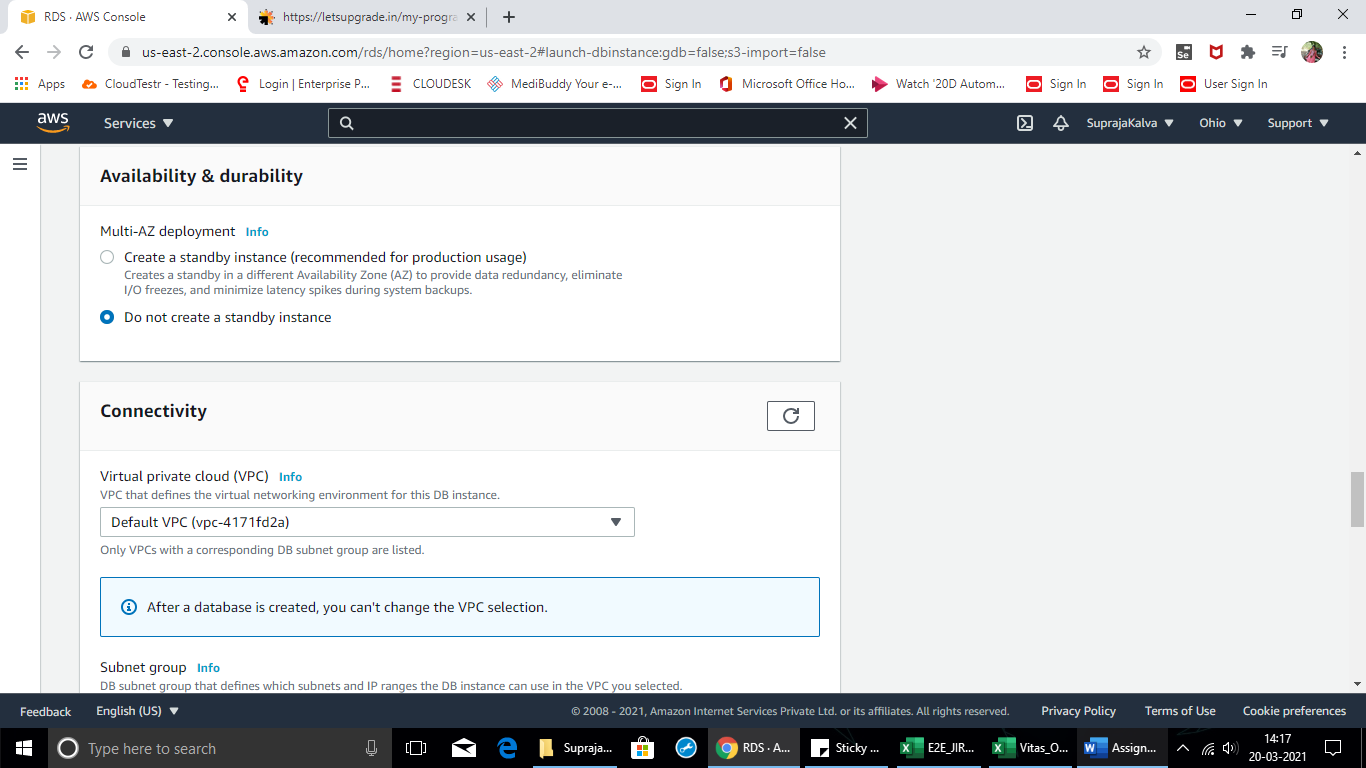 RDS · AWS Console
https://letsupgrade.in/my-progra
us-east-2.console.aws.amazon.com/rds/home?region=us-east-2#launch-dbinstance:gdb=false;s3-import=false
Apps CloudTestr - Testing... Login | Enterprise P... CLOUDESK MediBuddy Your e-... Sign In Microsoft Office Ho... Watch '20D Autom... Sign In Sign In User Sign In
aws Services SuprajaKalva Ohio Support
Availability & durability
Multi-AZ deployment Info
Create a standby instance (recommended for production usage)
Creates a standby in a different Availability Zone (AZ) to provide data redundancy, eliminate
I/O freezes, and minimize latency spikes during system backups.
Do not create a standby instance
Connectivity
Virtual private cloud (VPC) Info
VPC that defines the virtual networking environment for this DB instance.
Default VPC (vpc-4171fd2a)
Only VPCs with a corresponding DB subnet group are listed.
After a database is created, you can't change the VPC selection.
Subnet group Info
DB subnet group that defines which subnets and IP ranges the DB instance can use in the VPC you selected.
Feedback English (US) © 2008 - 2021, Amazon Internet Services Private Ltd. or its affiliates. All rights reserved. Privacy Policy Terms of Use Cookie preferences
Type here to search Supraja... RDS · A... Sticky ... E2E_JIR... Vitas_O... Assign... 14:17
20-03-2021